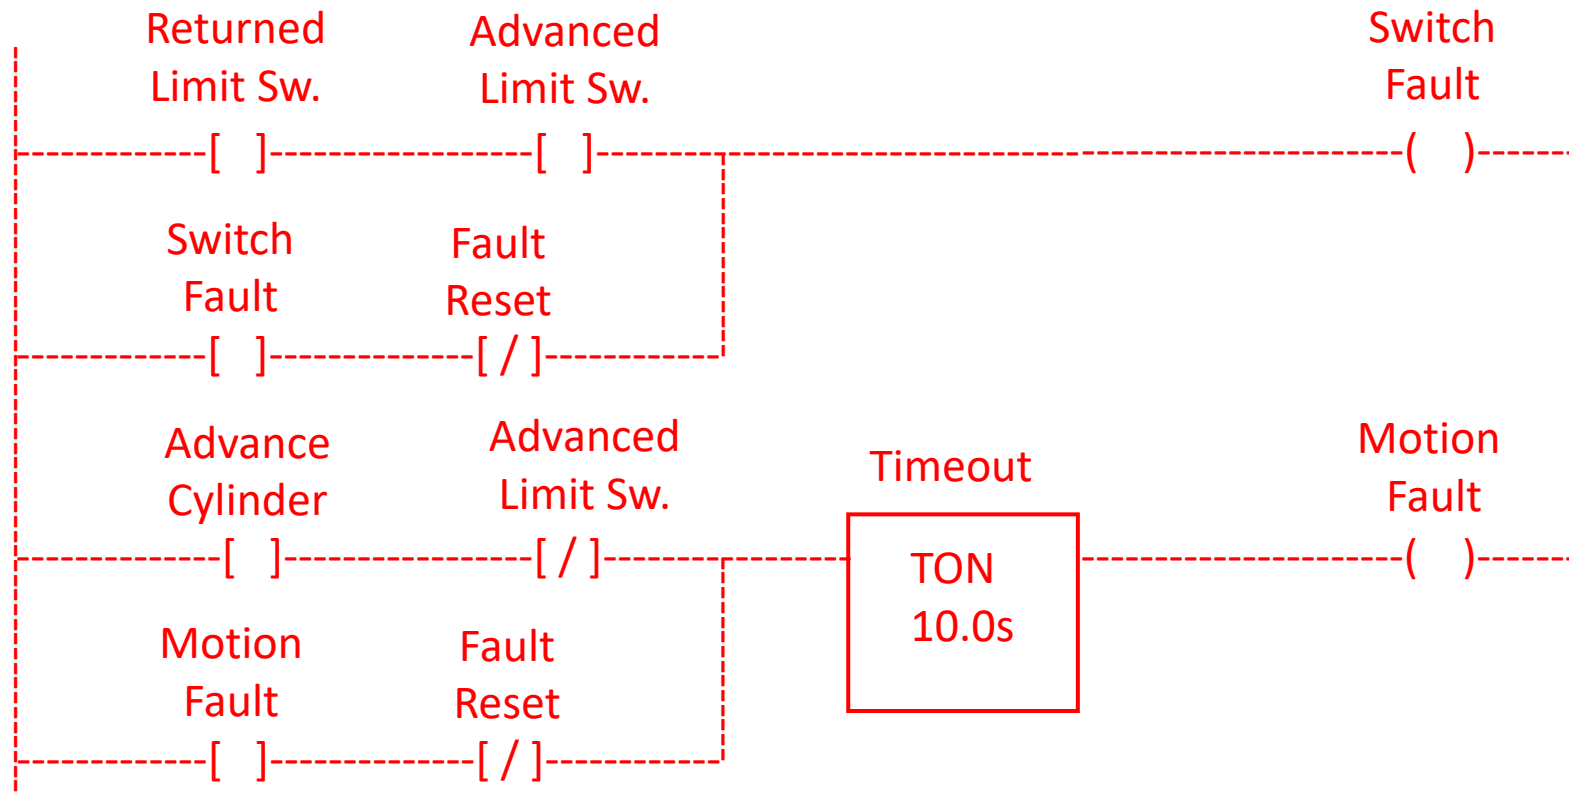 Returned
Limit Sw.
Advanced
Limit Sw.
Switch
Fault
[ ]
[ ]
( )
Switch
Fault
Fault
Reset
[ ]
[ / ]
Advance
Cylinder
Advanced
Limit Sw.
Timeout
Motion
Fault
[ ]
[ / ]
TON
10.0s
( )
Motion
Fault
Fault
Reset
[ ]
[ / ]